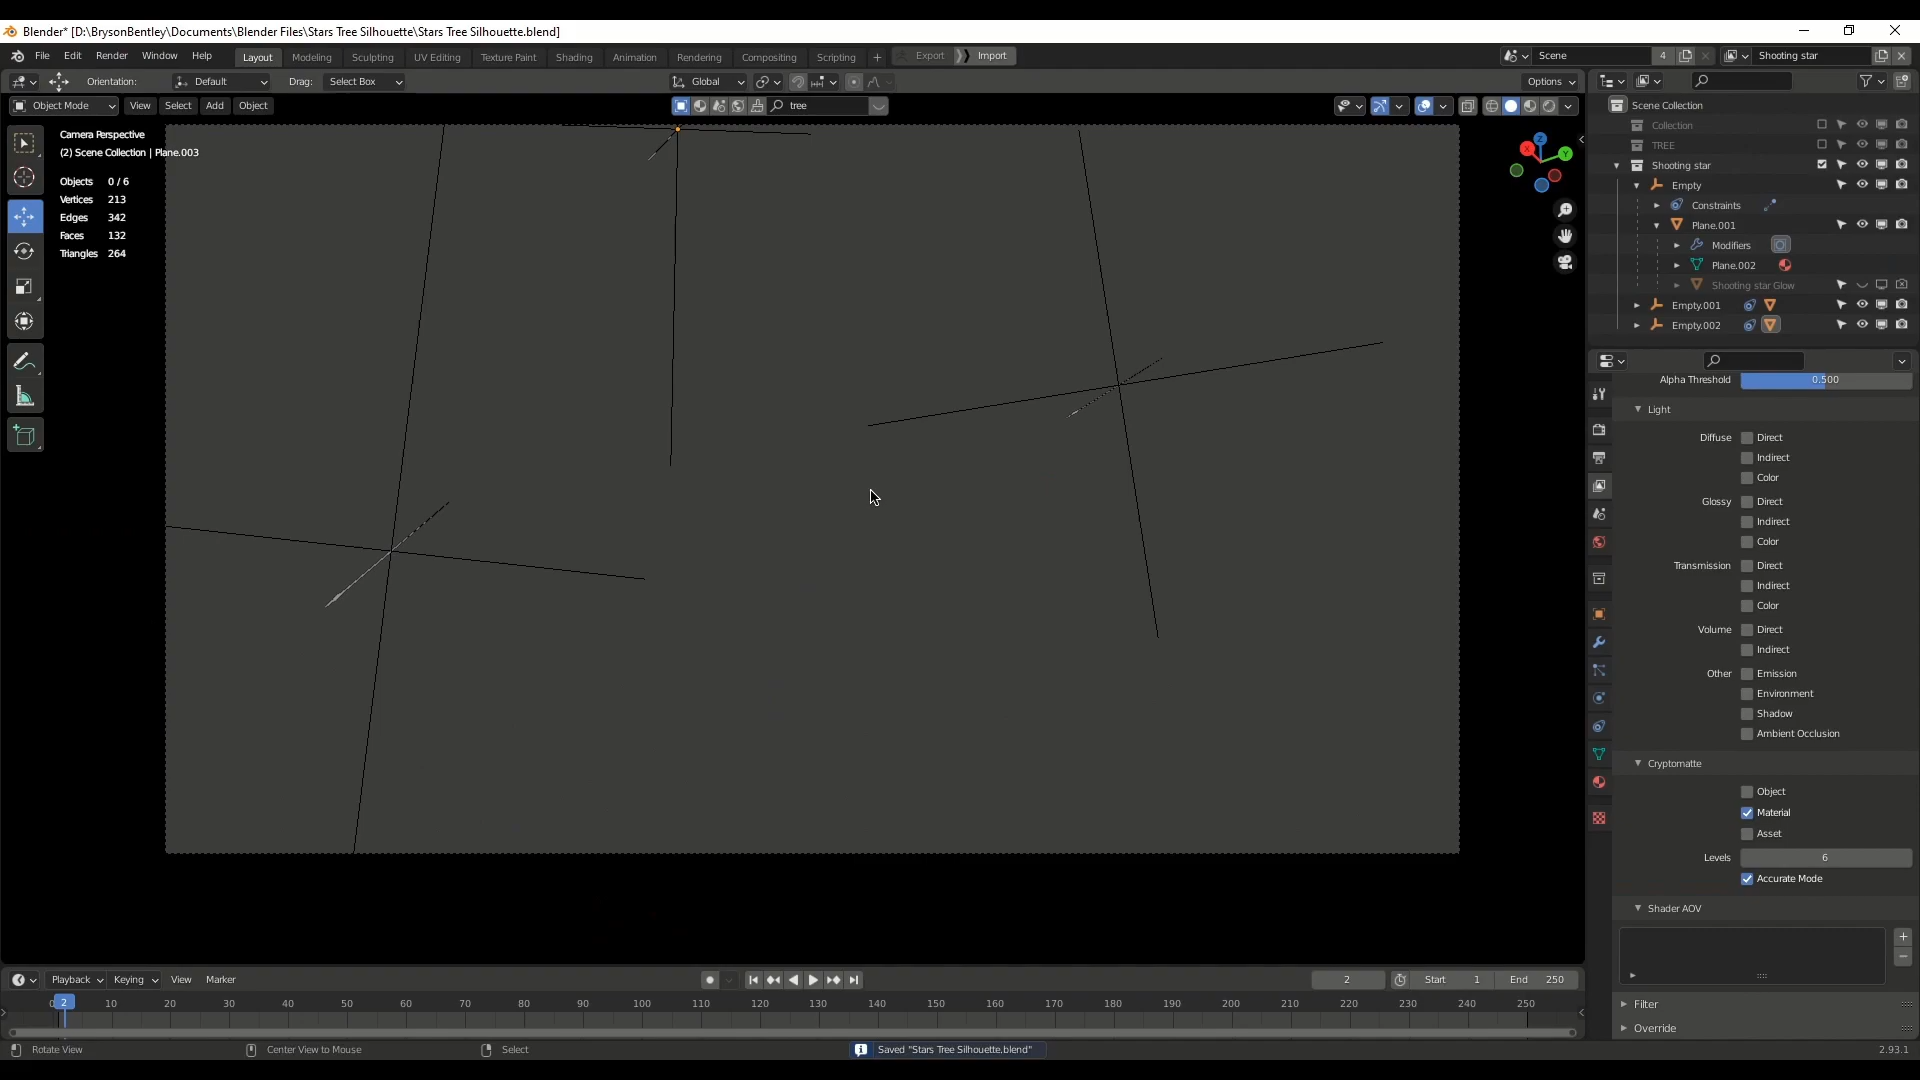 Blender* [D:\BrysonBentley\Documents\Blender Files\Stars Tree Silhouette\Stars Tree Silhouette.blend]
File Edit Render Window Help Layout Modeling Sculpting UV Editing Texture Paint Shading Animation Rendering Compositing Scripting + Export Import Scene 4 Shooting star
Orientation: Default Drag: Select Box Global Options
Object Mode View Select Add Object tree
Scene Collection
Collection
TREE
Shooting star
Empty
Constraints
Plane.001
Modifiers
Plane.002
Shooting star Glow
Empty.001
Empty.002
Camera Perspective
(2) Scene Collection | Plane.003
Objects 0 / 6
Vertices 213
Edges 342
Faces 132
Triangles 264
Z
X
Y
Alpha Threshold 0.500
Light
Diffuse Direct
Indirect
Color
Glossy Direct
Indirect
Color
Transmission Direct
Indirect
Color
Volume Direct
Indirect
Other Emission
Environment
Shadow
Ambient Occlusion
Cryptomatte
Object
Material
Asset
Levels 6
Accurate Mode
Shader AOV
Filter
Override
Playback Keying View Marker 2 Start 1 End 250
0 2 10 20 30 40 50 60 70 80 90 100 110 120 130 140 150 160 170 180 190 200 210 220 230 240 250
Rotate View Center View to Mouse Select Saved "Stars Tree Silhouette.blend" 2.93.1